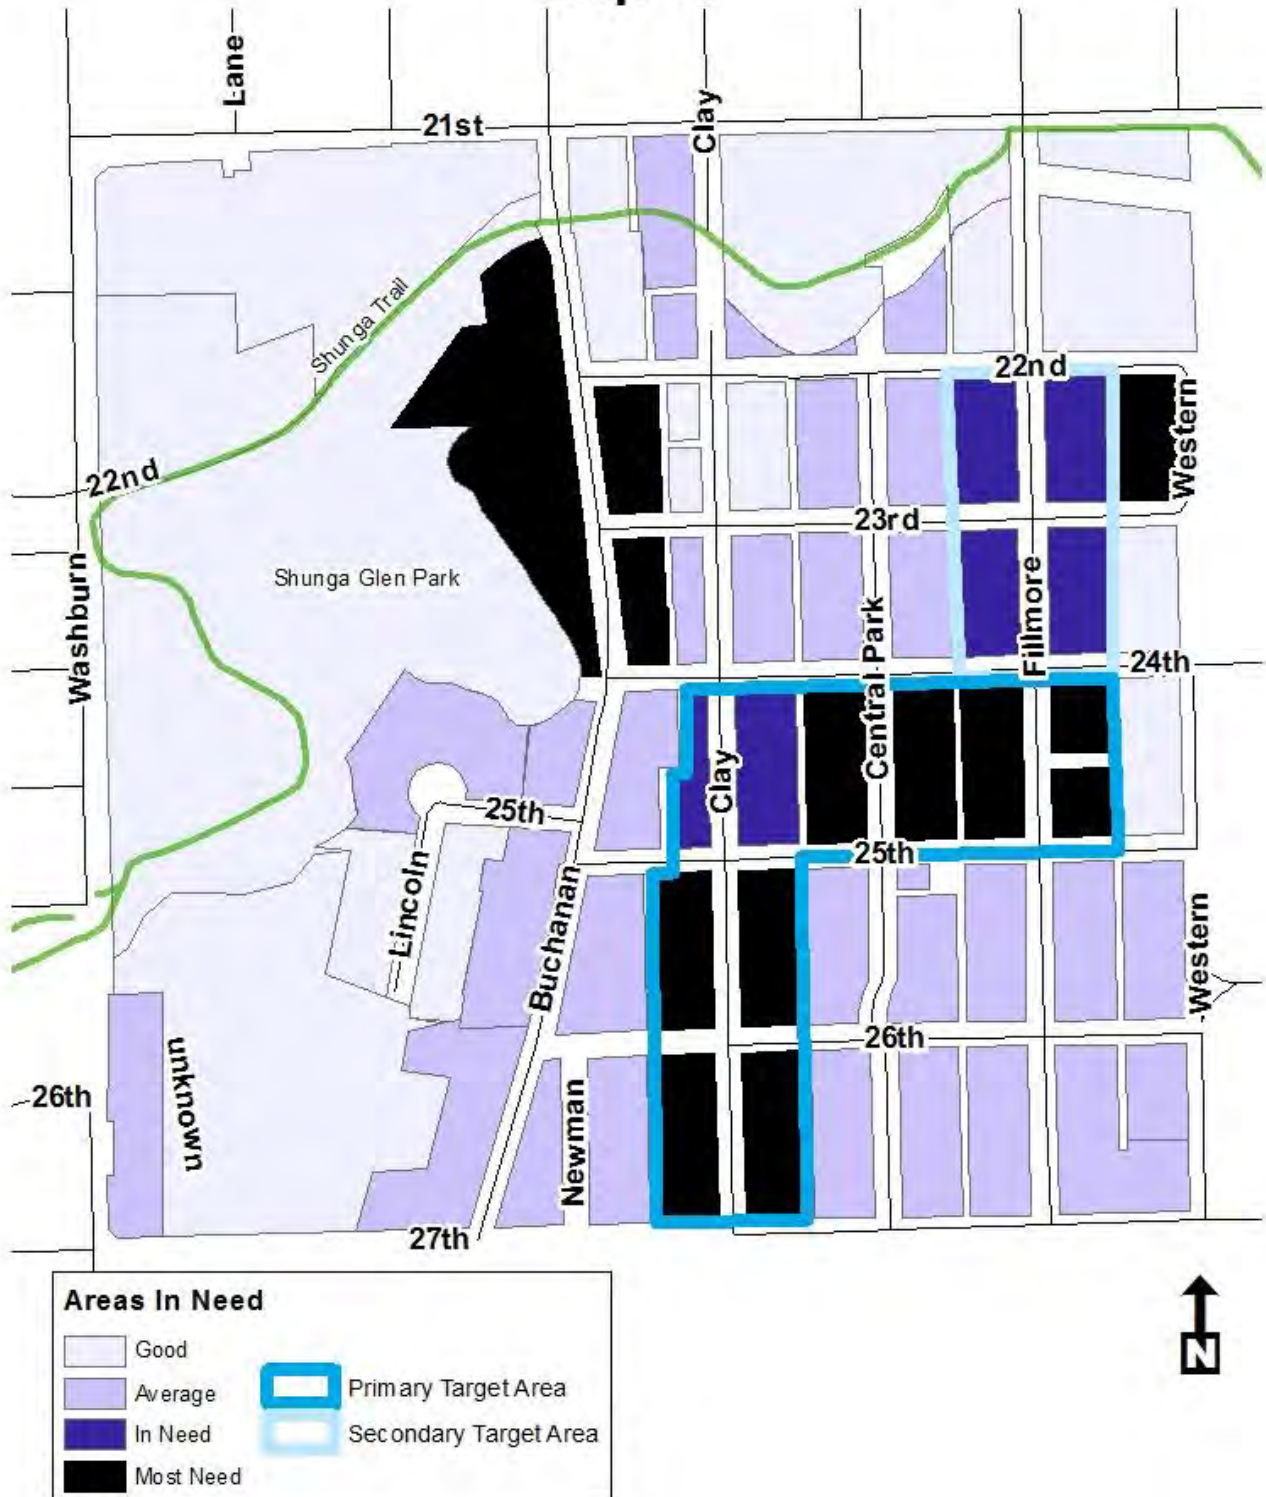 Lane
Clay
21st
Shunga Trail
22nd
Western
22nd
23rd
Shunga Glen Park
Washburn
Fillmore
Central Park
24th
Clay
25th
25th
Lincoln
Buchanan
Western
26th
unknown
26th
Newman
27th
Areas In Need
Good
Average
In Need
Most Need
Primary Target Area
Secondary Target Area
N